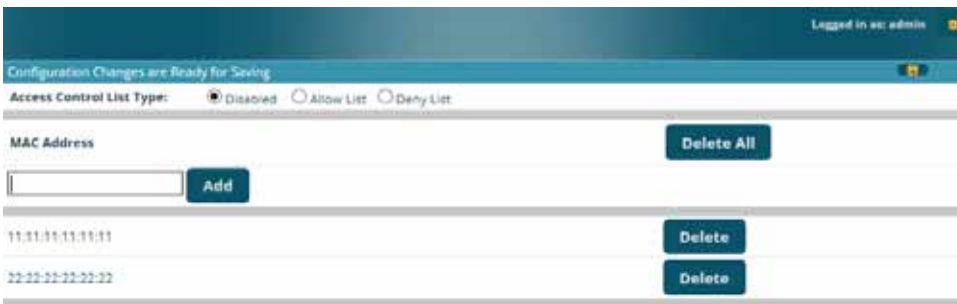 Logged in as: admin
Configuration Changes are Ready for Saving
Access Control List Type: Disabled Allow List Deny List
MAC Address Delete All
Add
11:11:11:11:11:11 Delete
22:22:22:22:22:22 Delete